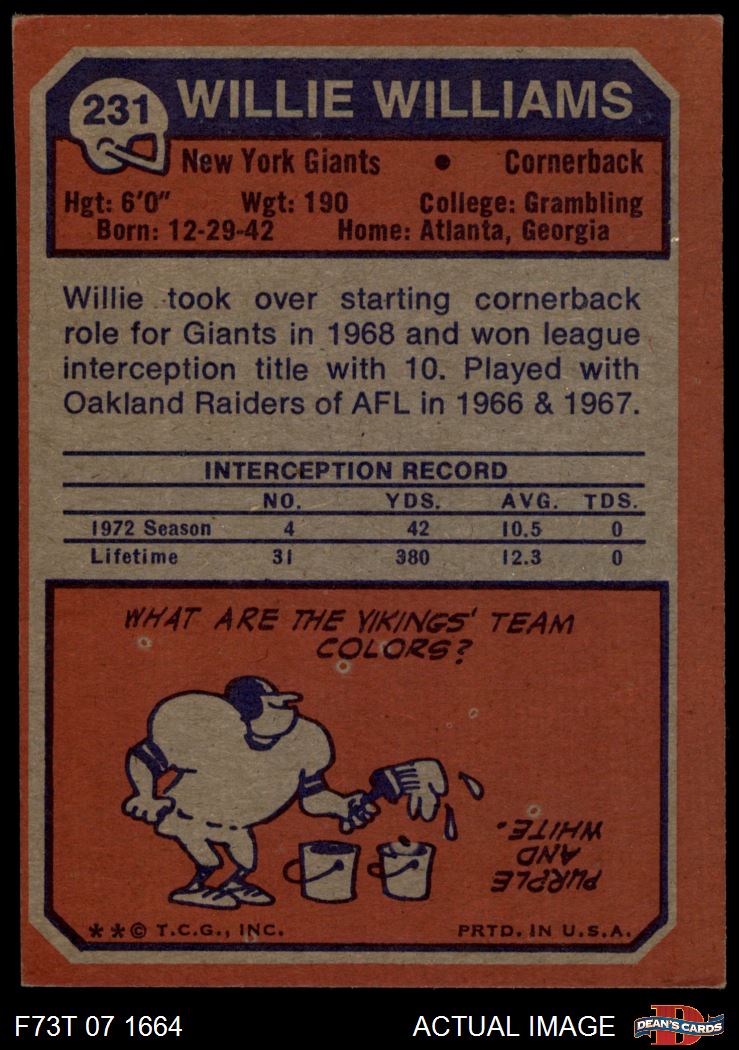 231 WILLIE WILLIAMS
New York Giants • Cornerback
Hgt: 6'0" Wgt: 190 College: Grambling
Born: 12-29-42 Home: Atlanta, Georgia
Willie took over starting cornerback
role for Giants in 1968 and won league
interception title with 10. Played with
Oakland Raiders of AFL in 1966 & 1967.
INTERCEPTION RECORD
NO. YDS. AVG. TDS.
1972 Season 4 42 10.5 0
Lifetime 31 380 12.3 0
WHAT ARE THE VIKINGS' TEAM
COLORS?
PURPLE
AND
WHITE.
**© T.C.G., INC. PRTD. IN U.S.A.
F73T 07 1664 ACTUAL IMAGE D DEAN'S CARDS